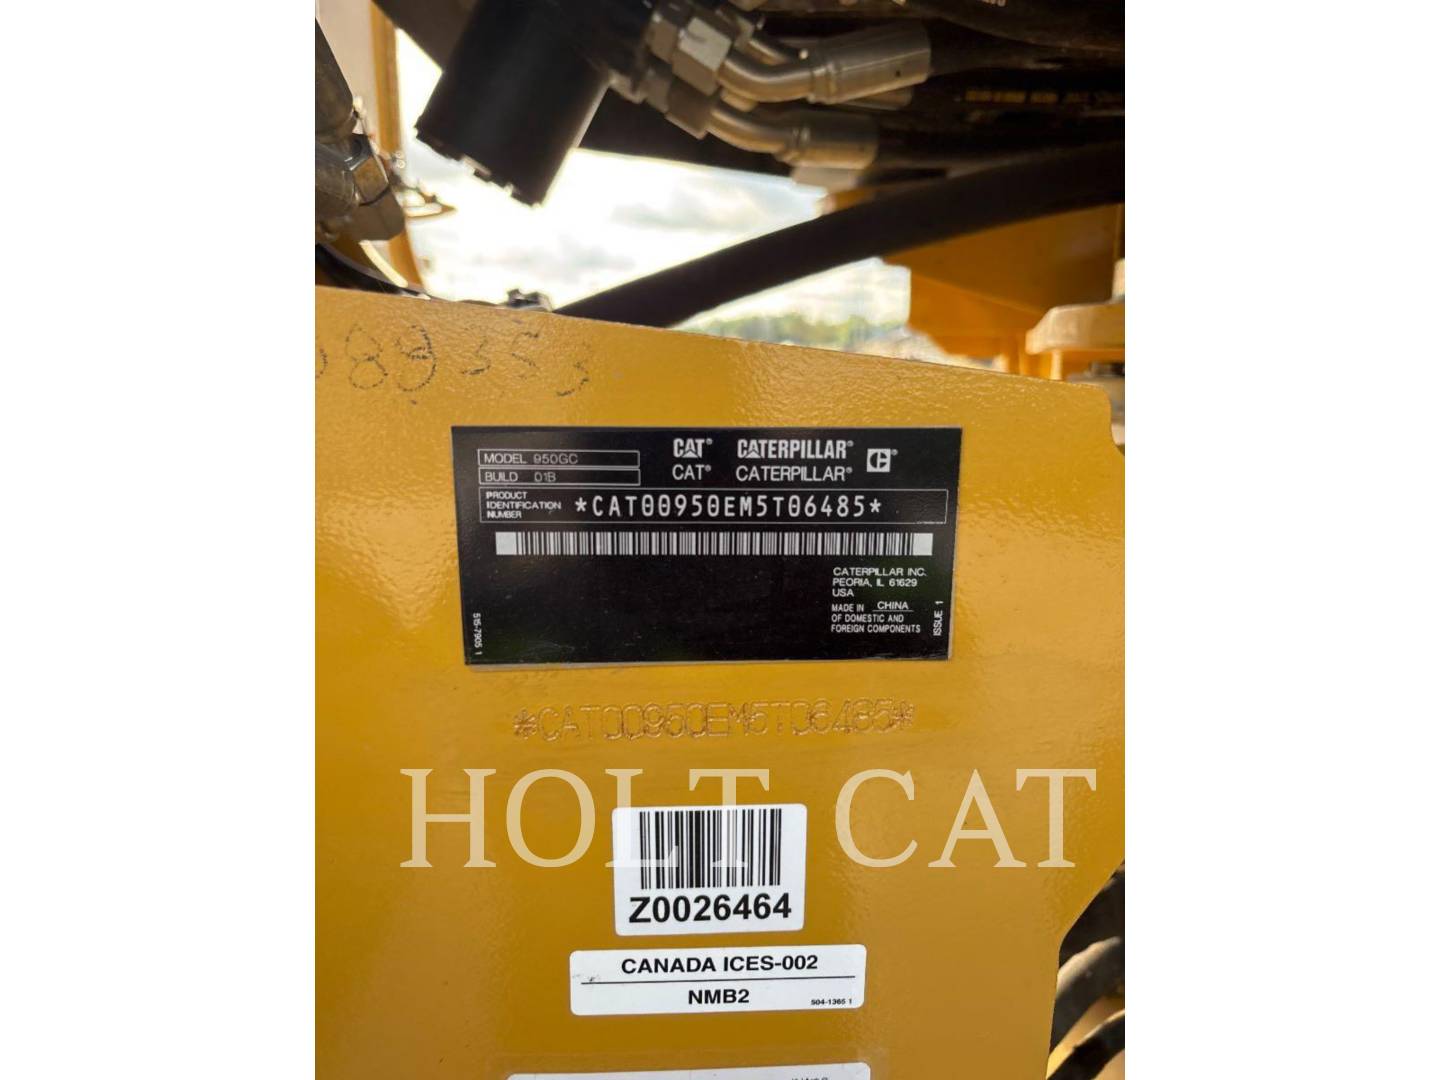 89353
CAT® CATERPILLAR®
CAT® CATERPILLAR®
MODEL 950GC
BUILD 01B
PRODUCT
IDENTIFICATION
NUMBER
*CAT00950EM5T06485*
CATERPILLAR INC.
PEORIA, IL 61629
USA
MADE IN CHINA
OF DOMESTIC AND
FOREIGN COMPONENTS
ISSUE 1
515-7905 1
*CAT00950EM5T06485*
HOLT CAT
Z0026464
CANADA ICES-002
NMB2
504-1365 1